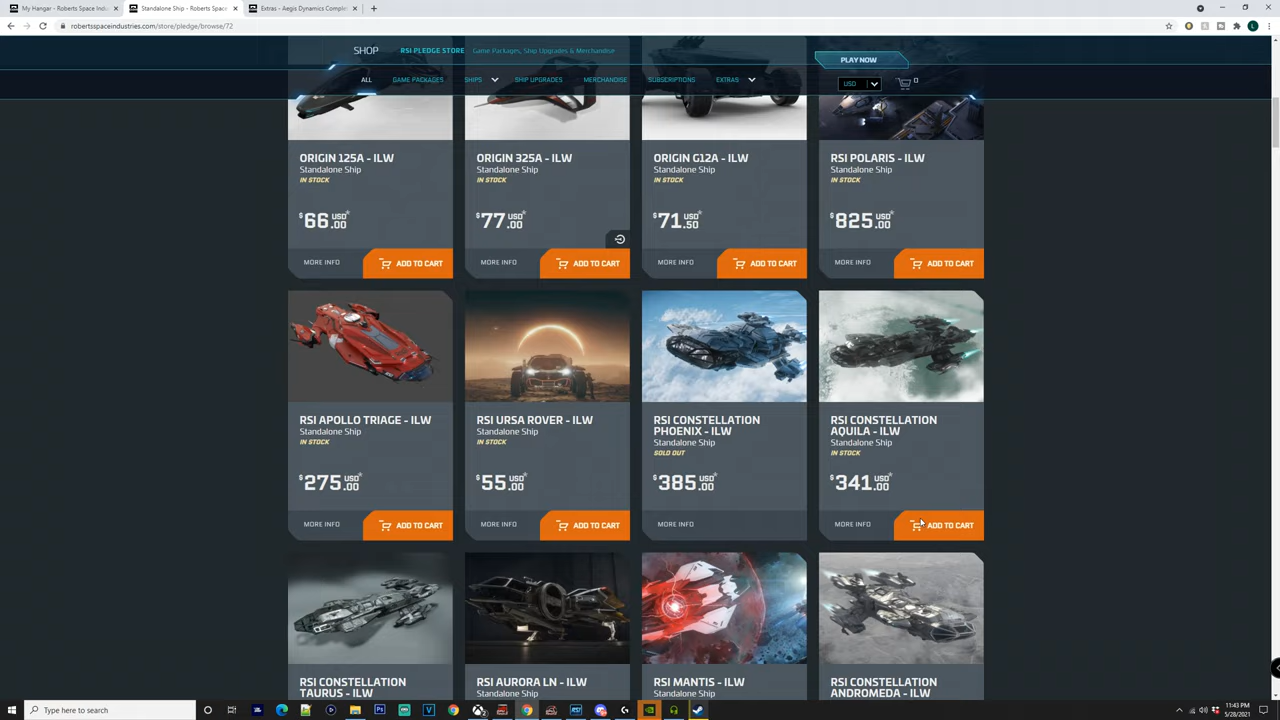 My Hangar - Roberts Space Indu
Standalone Ship - Roberts Space
Extras - Aegis Dynamics Comple
robertsspaceindustries.com/store/pledge/browse/72
SHOP
RSI PLEDGE STORE
Game Packages, Ship Upgrades & Merchandise
PLAY NOW
ALL
GAME PACKAGES
SHIPS
SHIP UPGRADES
MERCHANDISE
SUBSCRIPTIONS
EXTRAS
USD
0
ORIGIN 125A - ILW
Standalone Ship
IN STOCK
$66.00 USD*
MORE INFO
ADD TO CART
ORIGIN 325A - ILW
Standalone Ship
IN STOCK
$77.00 USD*
MORE INFO
ADD TO CART
ORIGIN G12A - ILW
Standalone Ship
IN STOCK
$71.50 USD*
MORE INFO
ADD TO CART
RSI POLARIS - ILW
Standalone Ship
IN STOCK
$825.00 USD*
MORE INFO
ADD TO CART
RSI APOLLO TRIAGE - ILW
Standalone Ship
IN STOCK
$275.00 USD*
MORE INFO
ADD TO CART
RSI URSA ROVER - ILW
Standalone Ship
IN STOCK
$55.00 USD*
MORE INFO
ADD TO CART
RSI CONSTELLATION
PHOENIX - ILW
Standalone Ship
SOLD OUT
$385.00 USD*
MORE INFO
RSI CONSTELLATION
AQUILA - ILW
Standalone Ship
IN STOCK
$341.00 USD*
MORE INFO
ADD TO CART
RSI CONSTELLATION
TAURUS - ILW
RSI AURORA LN - ILW
Standalone Ship
RSI MANTIS - ILW
Standalone Ship
RSI CONSTELLATION
ANDROMEDA - ILW
Type here to search
11:43 PM
5/28/2021